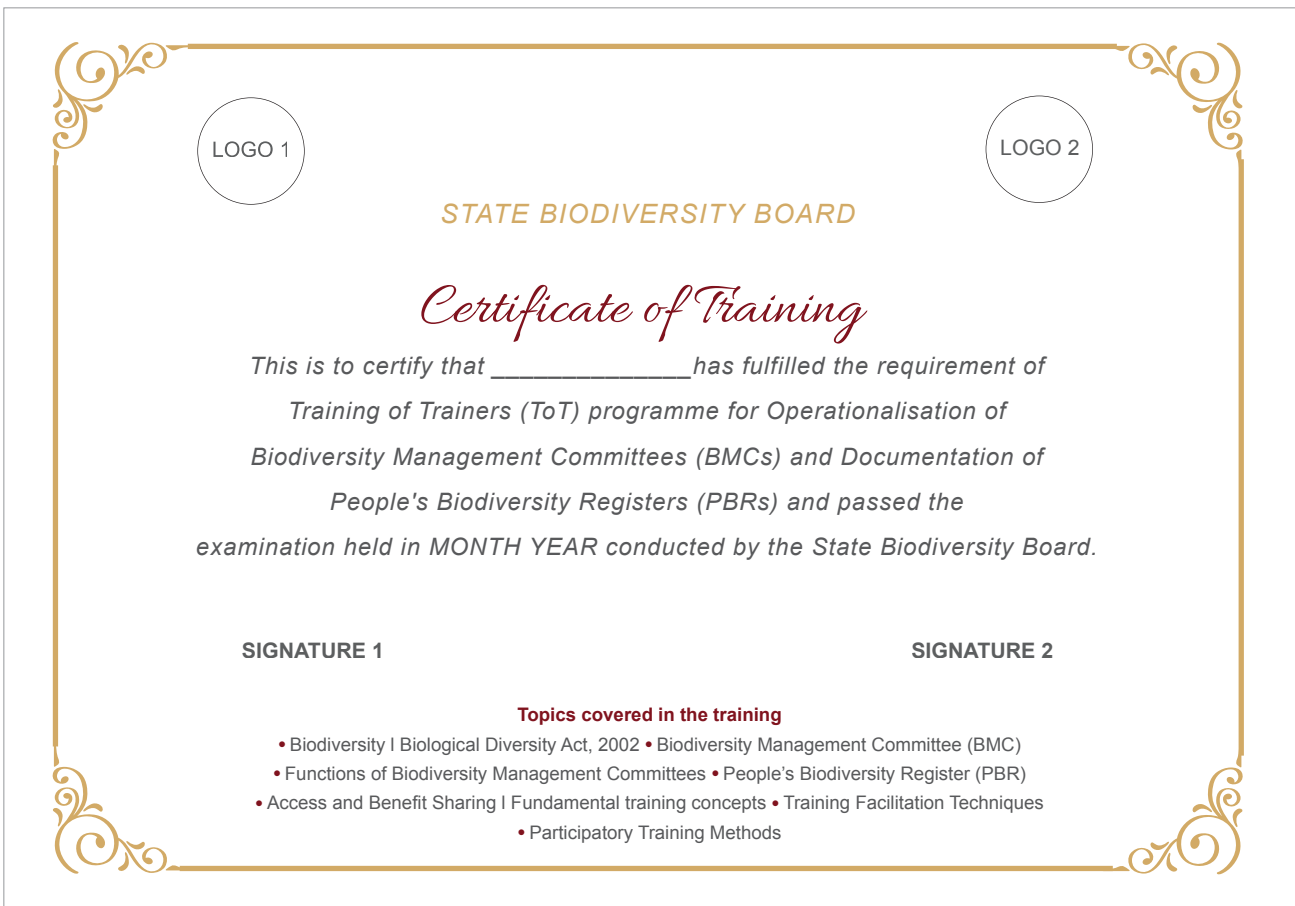 LOGO 1
LOGO 2
STATE BIODIVERSITY BOARD
Certificate of Training
This is to certify that ______________has fulfilled the requirement of
Training of Trainers (ToT) programme for Operationalisation of
Biodiversity Management Committees (BMCs) and Documentation of
People's Biodiversity Registers (PBRs) and passed the
examination held in MONTH YEAR conducted by the State Biodiversity Board.
SIGNATURE 1
SIGNATURE 2
Topics covered in the training
• Biodiversity l Biological Diversity Act, 2002 • Biodiversity Management Committee (BMC)
• Functions of Biodiversity Management Committees • People’s Biodiversity Register (PBR)
• Access and Benefit Sharing l Fundamental training concepts • Training Facilitation Techniques
• Participatory Training Methods